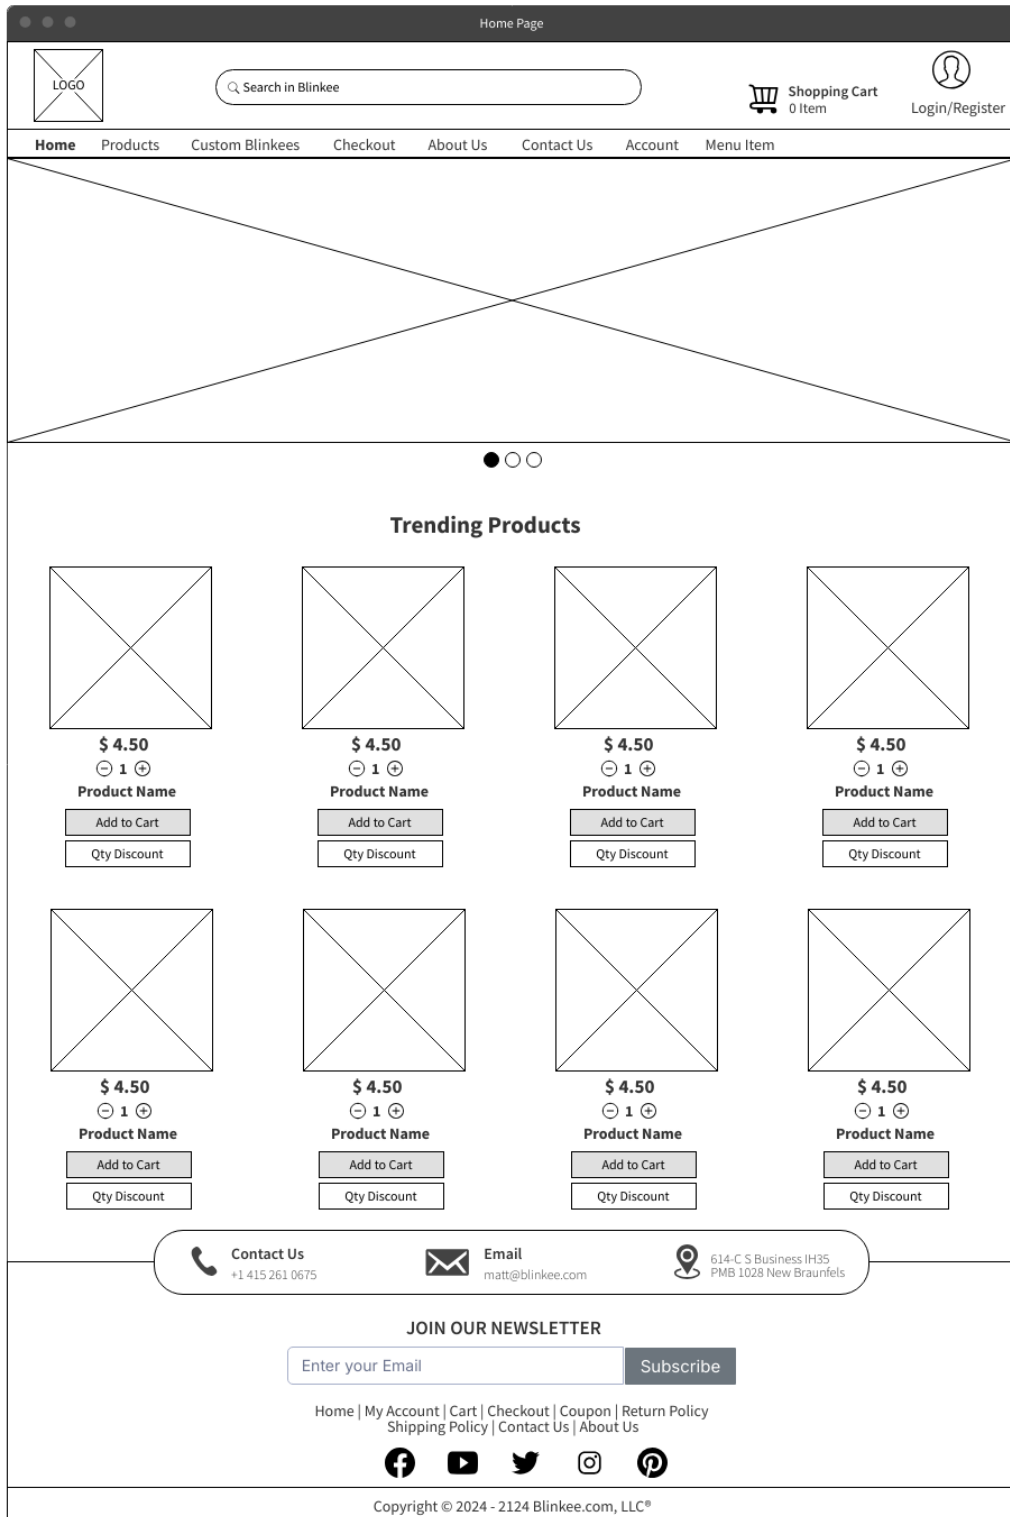 Home Page
LOGO
Search in Blinkee
Shopping Cart
0 Item
Login/Register
Home Products Custom Blinkees Checkout About Us Contact Us Account Menu Item
Trending Products
$ 4.50 $ 4.50 $ 4.50 $ 4.50
1 1 1 1
Product Name Product Name Product Name Product Name
Add to Cart Add to Cart Add to Cart Add to Cart
Qty Discount Qty Discount Qty Discount Qty Discount
$ 4.50 $ 4.50 $ 4.50 $ 4.50
1 1 1 1
Product Name Product Name Product Name Product Name
Add to Cart Add to Cart Add to Cart Add to Cart
Qty Discount Qty Discount Qty Discount Qty Discount
Contact Us
+1 415 261 0675
Email
matt@blinkee.com
614-C S Business IH35
PMB 1028 New Braunfels
JOIN OUR NEWSLETTER
Enter your Email Subscribe
Home | My Account | Cart | Checkout | Coupon | Return Policy
Shipping Policy | Contact Us | About Us
Copyright © 2024 - 2124 Blinkee.com, LLC®